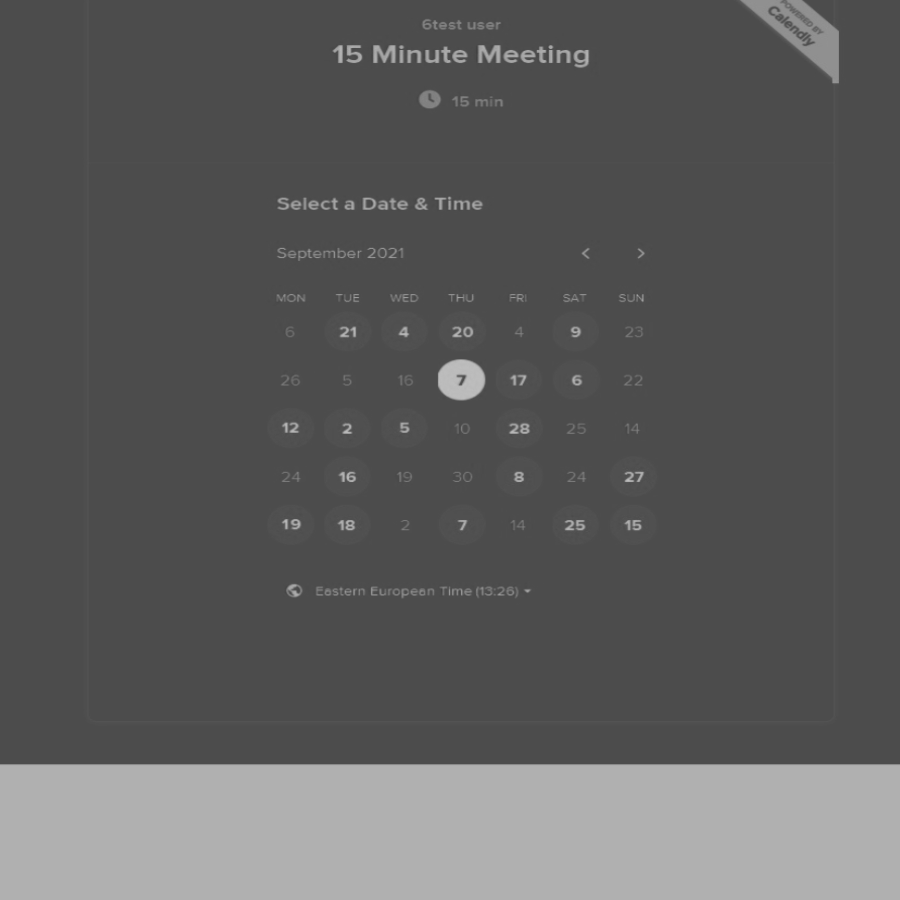 POWERED BY
Calendly
6test user
15 Minute Meeting
15 min
Select a Date & Time
September 2021
MON TUE WED THU FRI SAT SUN
6 21 4 20 4 9 23
26 5 16 7 17 6 22
12 2 5 10 28 25 14
24 16 19 30 8 24 27
19 18 2 7 14 25 15
Eastern European Time (13:26)